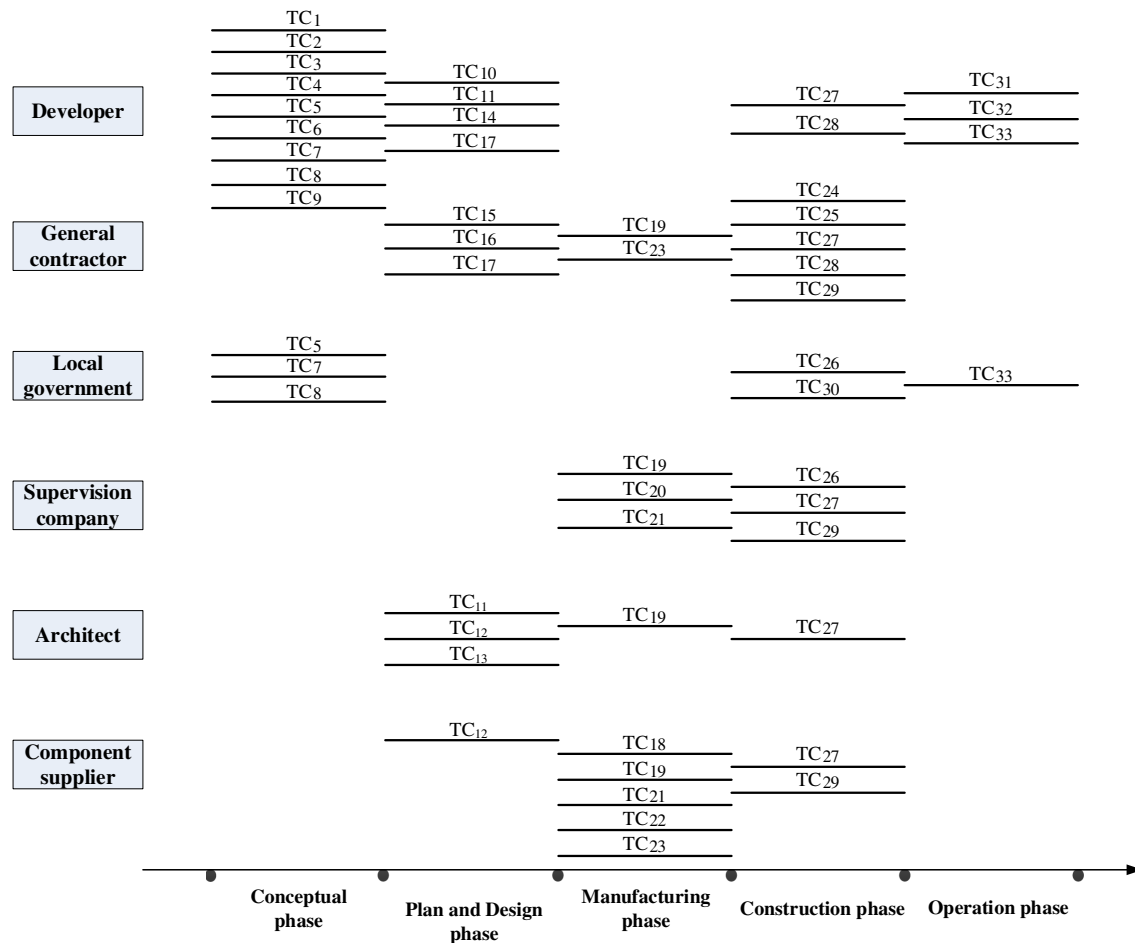 TC1
TC2
TC3
TC4
TC5
TC6
TC7
TC8
TC9
TC10
TC11
TC14
TC17
TC27
TC28
TC31
TC32
TC33
Developer
TC15
TC16
TC17
TC19
TC23
TC24
TC25
TC27
TC28
TC29
General
contractor
TC5
TC7
TC8
TC26
TC30
TC33
Local
government
TC19
TC20
TC21
TC26
TC27
TC29
Supervision
company
TC11
TC12
TC13
TC19
TC27
Architect
TC12
TC18
TC19
TC21
TC22
TC23
TC27
TC29
Component
supplier
Conceptual
phase
Plan and Design
phase
Manufacturing
phase
Construction phase
Operation phase